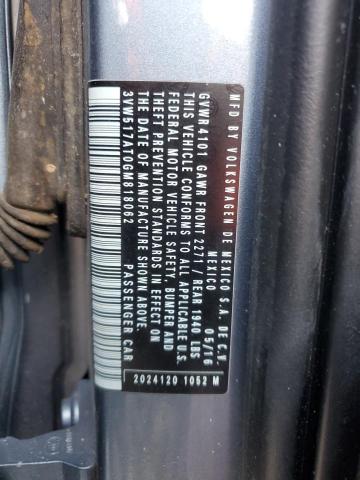 MFD BY VOLKSWAGEN DE MEXICO S.A. DE C.V.
MEXICO 05/16
GVWR 4101 GAWR FRONT 2271 / REAR 1940 LBS
THIS VEHICLE CONFORMS TO ALL APPLICABLE U.S.
FEDERAL MOTOR VEHICLE SAFETY, BUMPER AND
THEFT PREVENTION STANDARDS IN EFFECT ON
THE DATE OF MANUFACTURE SHOWN ABOVE.
3VW517AT0GM818062 PASSENGER CAR
2024120 1052 M